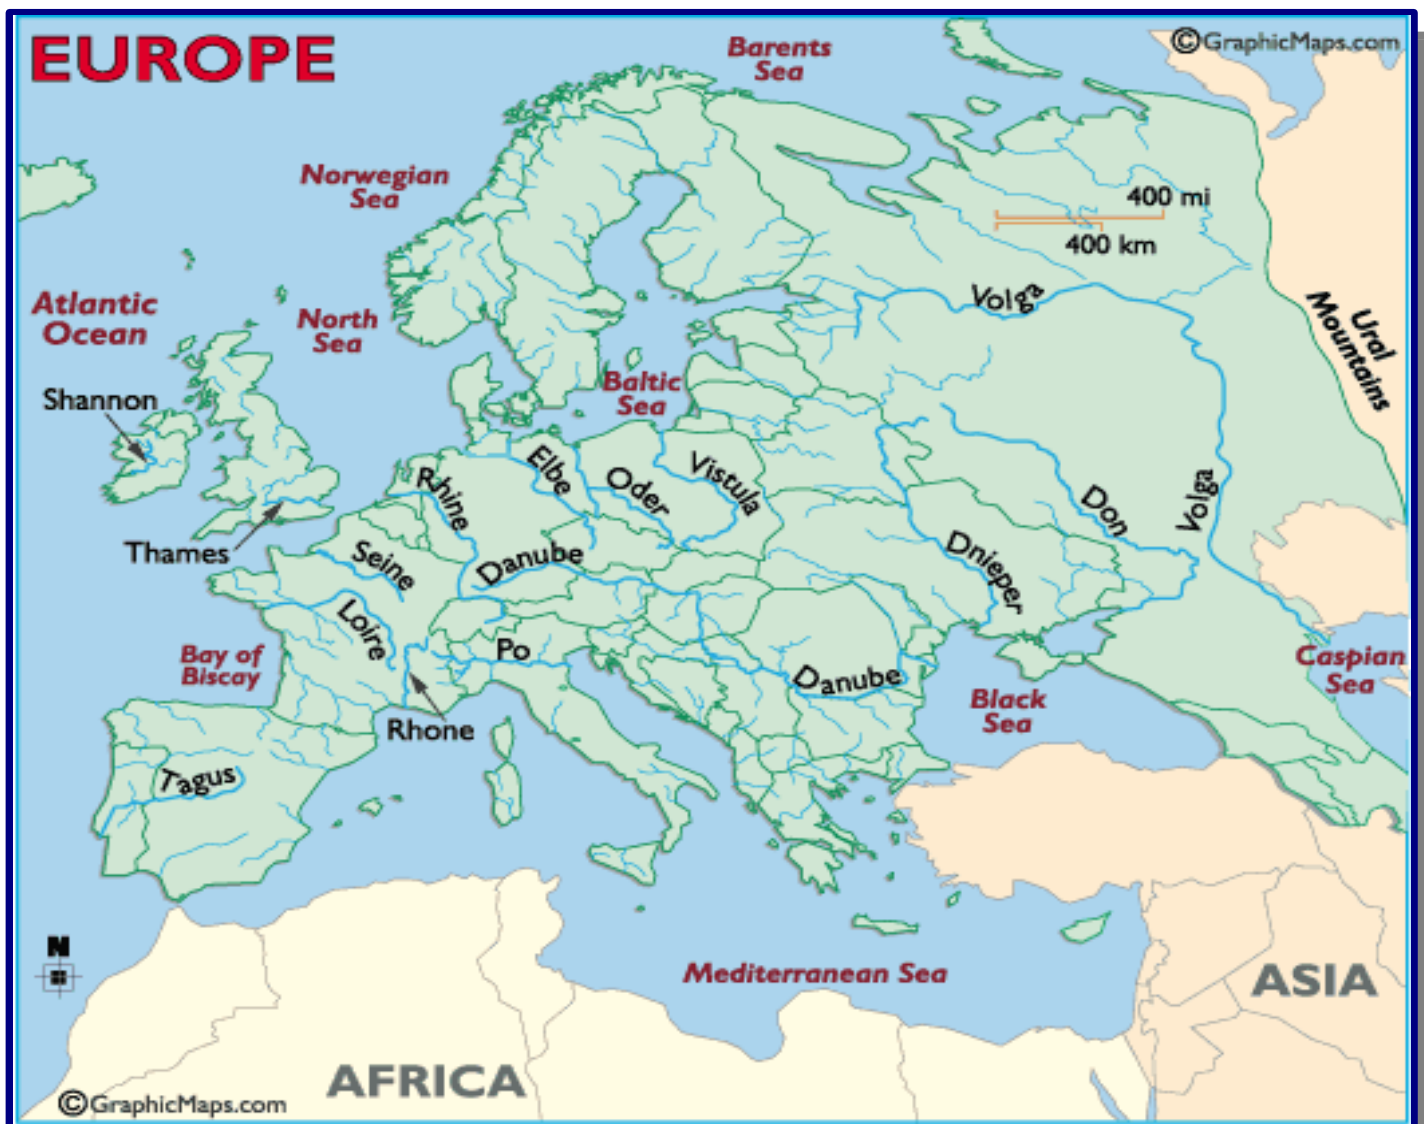 EUROPE
©GraphicMaps.com
Barents
Sea
Norwegian
Sea
400 mi
400 km
Atlantic
Ocean
North
Sea
Volga
Ural
Mountains
Shannon
Baltic
Sea
Rhine
Elbe
Oder
Vistula
Don
Volga
Thames
Seine
Danube
Dnieper
Loire
Po
Bay of
Biscay
Danube
Caspian
Sea
Black
Sea
Rhone
Tagus
N
Mediterranean Sea
ASIA
AFRICA
©GraphicMaps.com